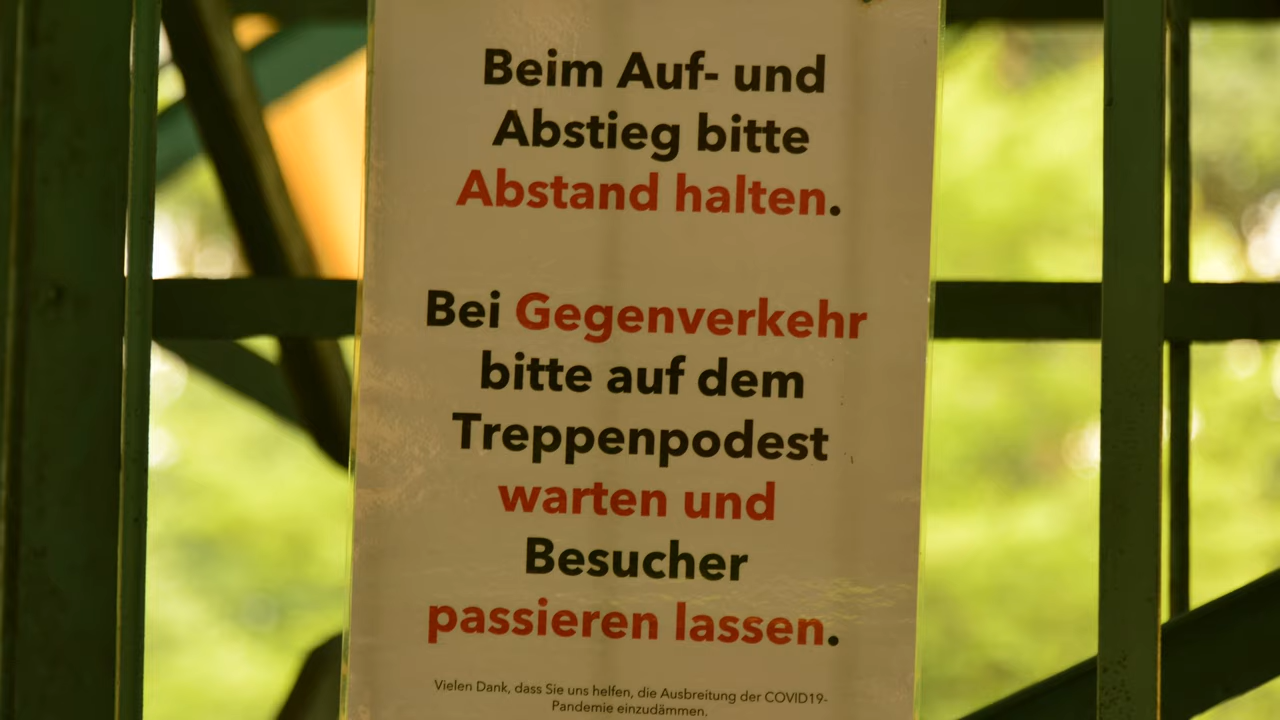 Beim Auf- und
Abstieg bitte
Abstand halten.
Bei Gegenverkehr
bitte auf dem
Treppenpodest
warten und
Besucher
passieren lassen.
Vielen Dank, dass Sie uns helfen, die Ausbreitung der COVID19-
Pandemie einzudämmen.